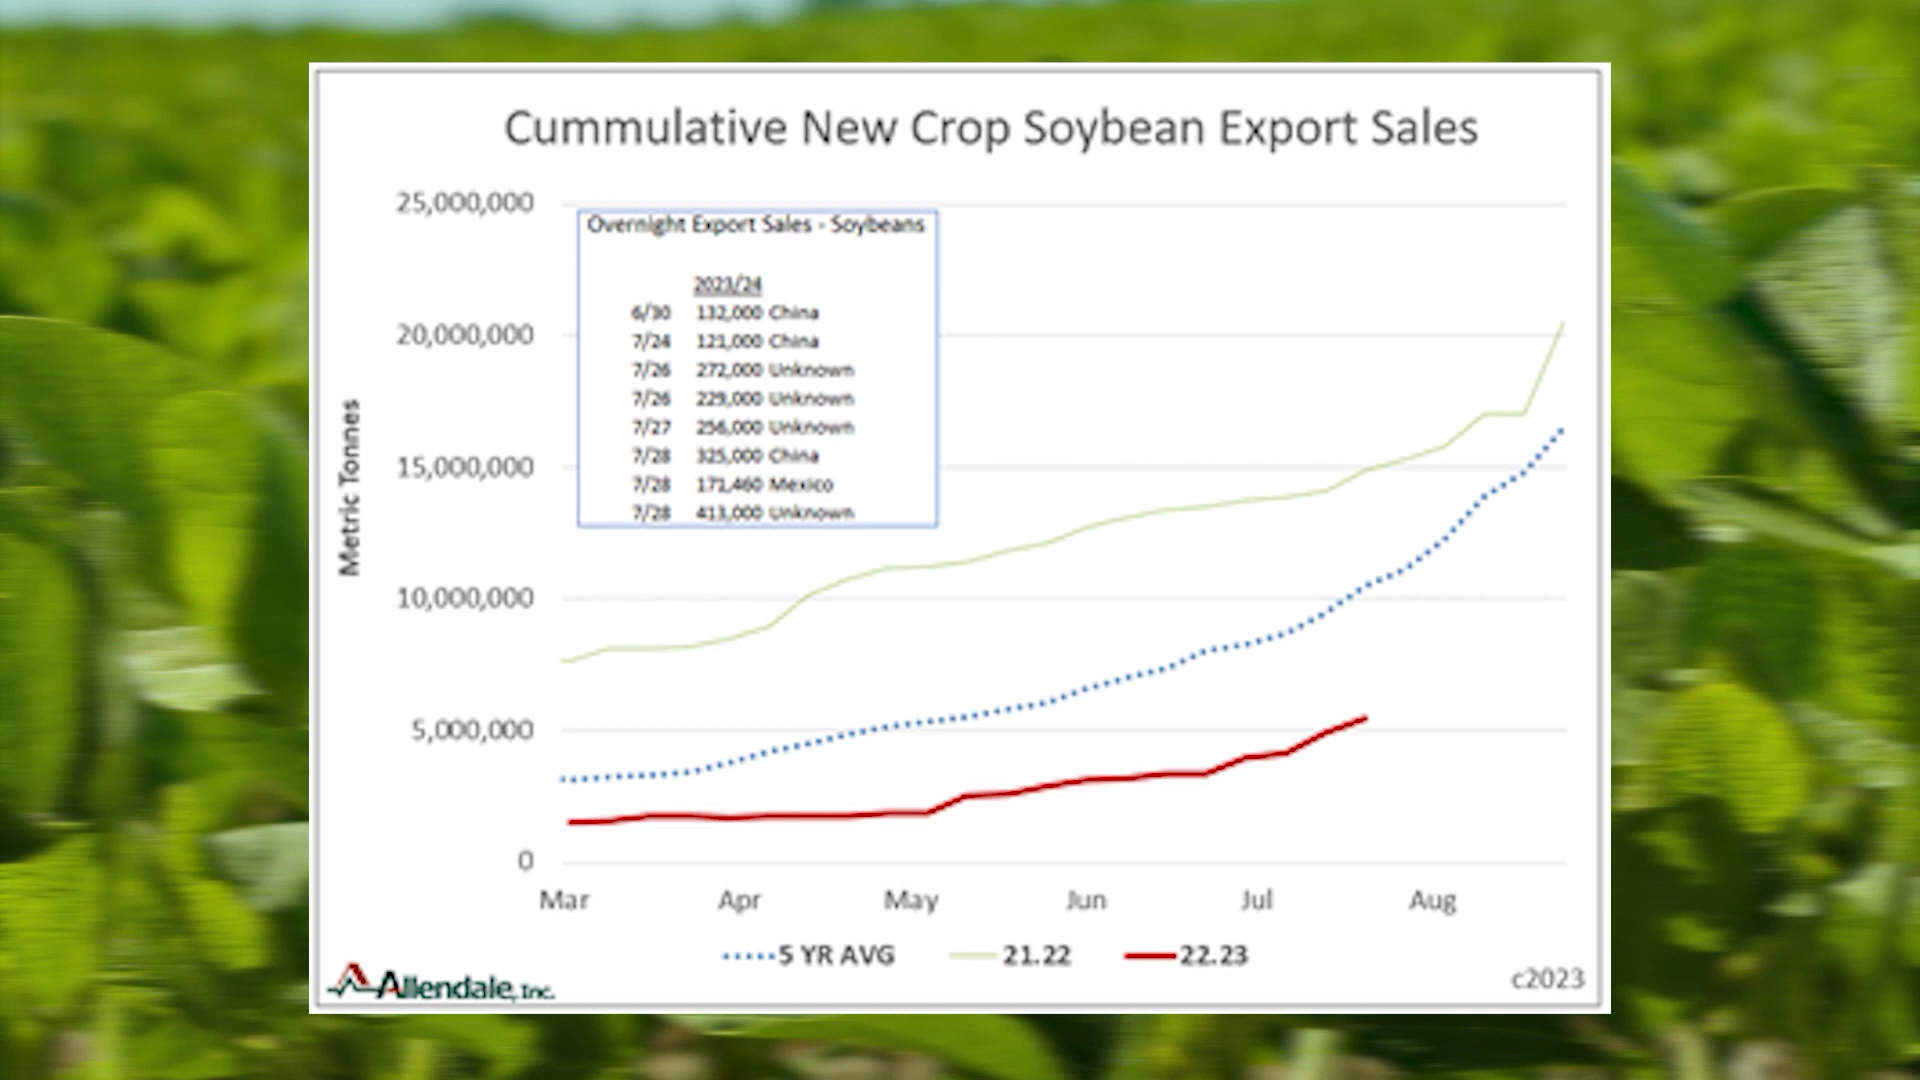 Cummulative New Crop Soybean Export Sales
25,000,000
20,000,000
15,000,000
10,000,000
5,000,000
0
Metric Tonnes
Overnight Export Sales - Soybeans
2023/24
6/30 132,000 China
7/24 121,000 China
7/26 272,000 Unknown
7/26 229,000 Unknown
7/27 256,000 Unknown
7/28 325,000 China
7/28 171,460 Mexico
7/28 413,000 Unknown
Mar Apr May Jun Jul Aug
5 YR AVG 21.22 22.23
Allendale, Inc.
c2023